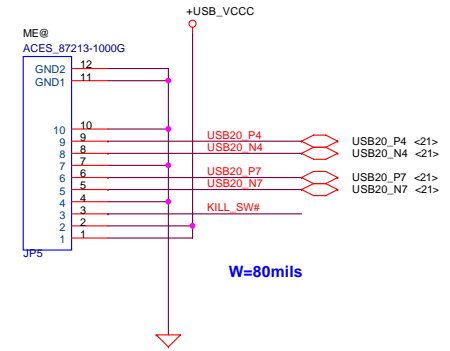 +USB_VCCC
ME@
ACES_87213-1000G
GND2 12
GND1 11
10 10
9 9 USB20_P4 USB20_P4 <21>
8 8 USB20_N4 USB20_N4 <21>
7 7
6 6 USB20_P7 USB20_P7 <21>
5 5 USB20_N7 USB20_N7 <21>
4 4
3 3 KILL_SW#
2 2
1 1
JP5
W=80mils